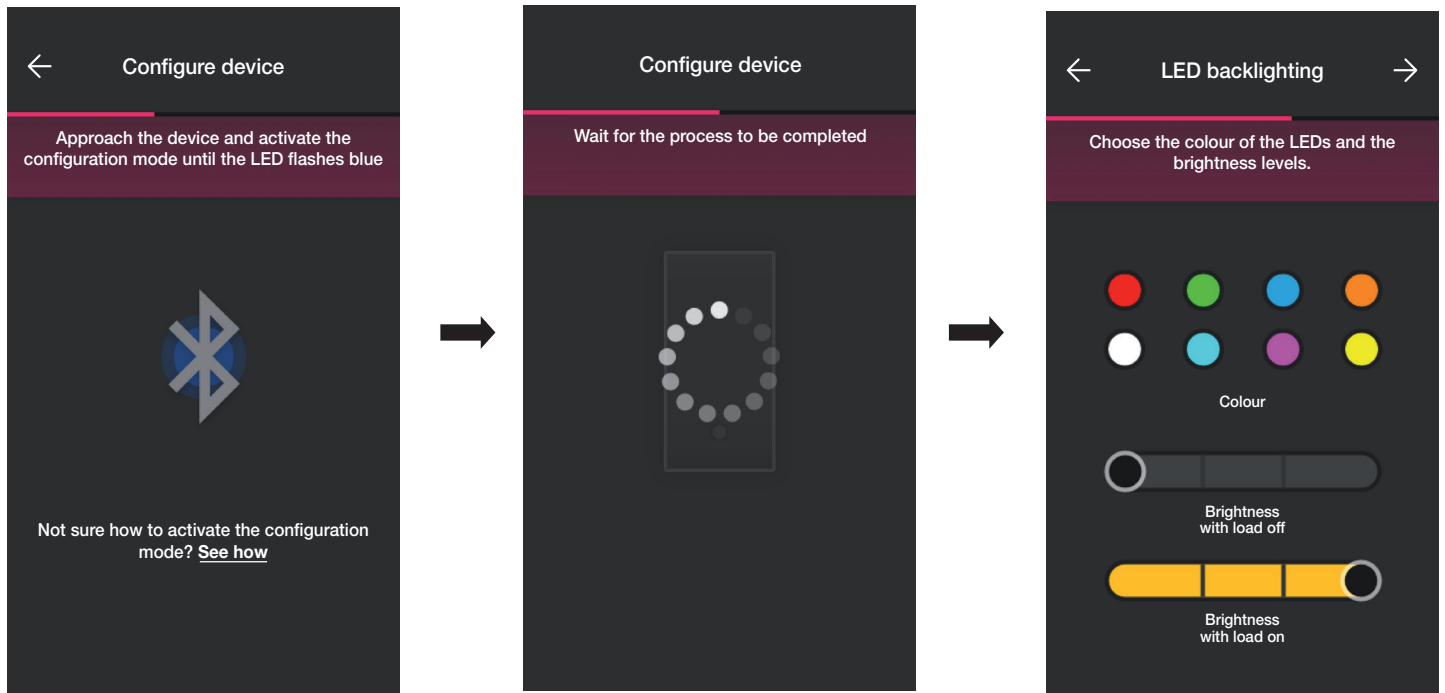 Configure device
Approach the device and activate the
configuration mode until the LED flashes blue
Not sure how to activate the configuration
mode? See how
Configure device
Wait for the process to be completed
LED backlighting
Choose the colour of the LEDs and the
brightness levels.
Colour
Brightness
with load off
Brightness
with load on